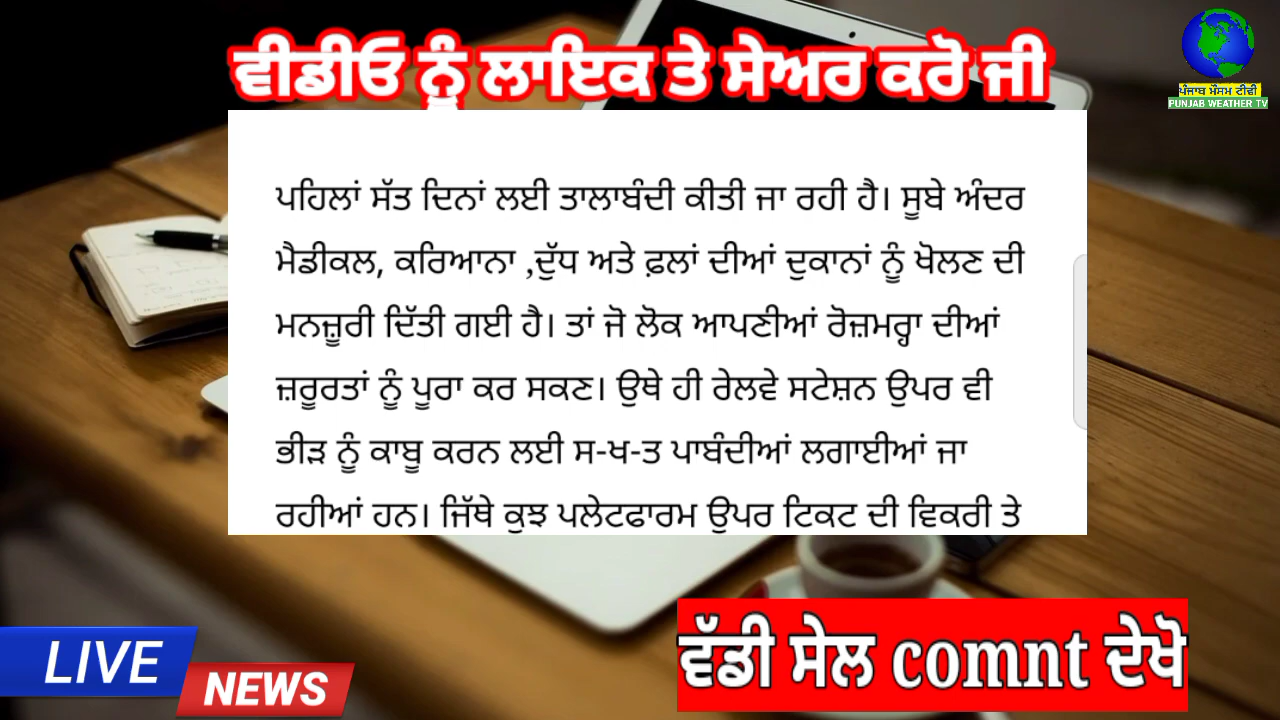 ਵੀਡੀਓ ਨੂੰ ਲਾਇਕ ਤੇ ਸੇਅਰ ਕਰੋ ਜੀ
ਪੰਜਾਬ ਮੌਸਮ ਟੀਵੀ
PUNJAB WEATHER TV
ਪਹਿਲਾਂ ਸੱਤ ਦਿਨਾਂ ਲਈ ਤਾਲਾਬੰਦੀ ਕੀਤੀ ਜਾ ਰਹੀ ਹੈ। ਸੂਬੇ ਅੰਦਰ
ਮੈਡੀਕਲ, ਕਰਿਆਨਾ ,ਦੁੱਧ ਅਤੇ ਫ਼ਲਾਂ ਦੀਆਂ ਦੁਕਾਨਾਂ ਨੂੰ ਖੋਲਣ ਦੀ
ਮਨਜ਼ੂਰੀ ਦਿੱਤੀ ਗਈ ਹੈ। ਤਾਂ ਜੋ ਲੋਕ ਆਪਣੀਆਂ ਰੋਜ਼ਮਰ੍ਹਾ ਦੀਆਂ
ਜ਼ਰੂਰਤਾਂ ਨੂੰ ਪੂਰਾ ਕਰ ਸਕਣ। ਉਥੇ ਹੀ ਰੇਲਵੇ ਸਟੇਸ਼ਨ ਉਪਰ ਵੀ
ਭੀੜ ਨੂੰ ਕਾਬੂ ਕਰਨ ਲਈ ਸ-ਖ-ਤ ਪਾਬੰਦੀਆਂ ਲਗਾਈਆਂ ਜਾ
ਰਹੀਆਂ ਹਨ। ਜਿੱਥੇ ਕੁਝ ਪਲੇਟਫਾਰਮ ਉਪਰ ਟਿਕਟ ਦੀ ਵਿਕਰੀ ਤੇ
LIVE
NEWS
ਵੱਡੀ ਸੇਲ comnt ਦੇਖੋ